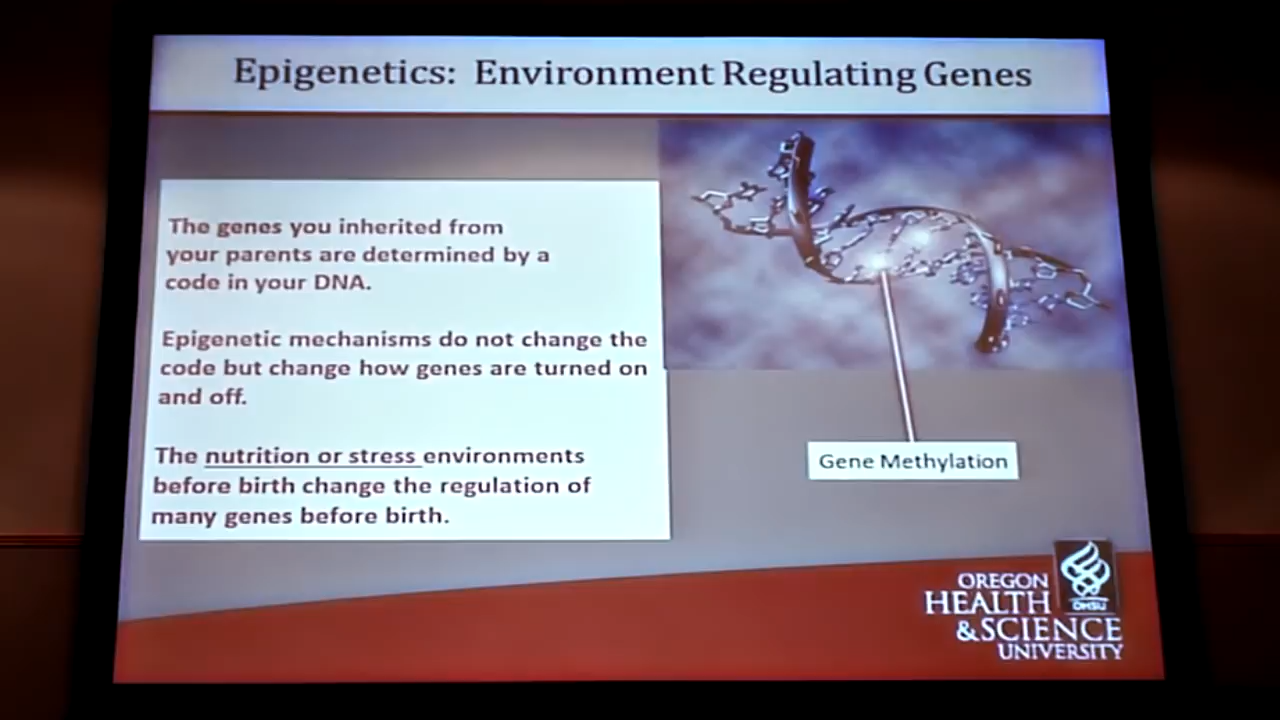 Epigenetics: Environment Regulating Genes
The genes you inherited from
your parents are determined by a
code in your DNA.
Epigenetic mechanisms do not change the
code but change how genes are turned on
and off.
The nutrition or stress environments
before birth change the regulation of
many genes before birth.
Gene Methylation
OREGON
HEALTH
&SCIENCE
UNIVERSITY
OHSU